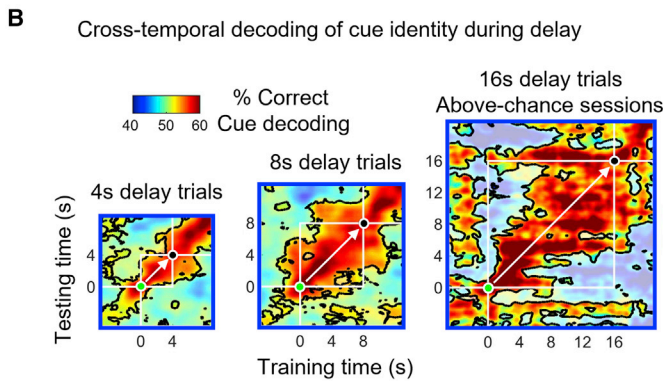 B
Cross-temporal decoding of cue identity during delay
40 50 60
% Correct
Cue decoding
4s delay trials
8s delay trials
16s delay trials
Above-chance sessions
Testing time (s)
4
0
0 4
8
4
0
0 4 8
16
12
8
4
0
0 4 8 12 16
Training time (s)